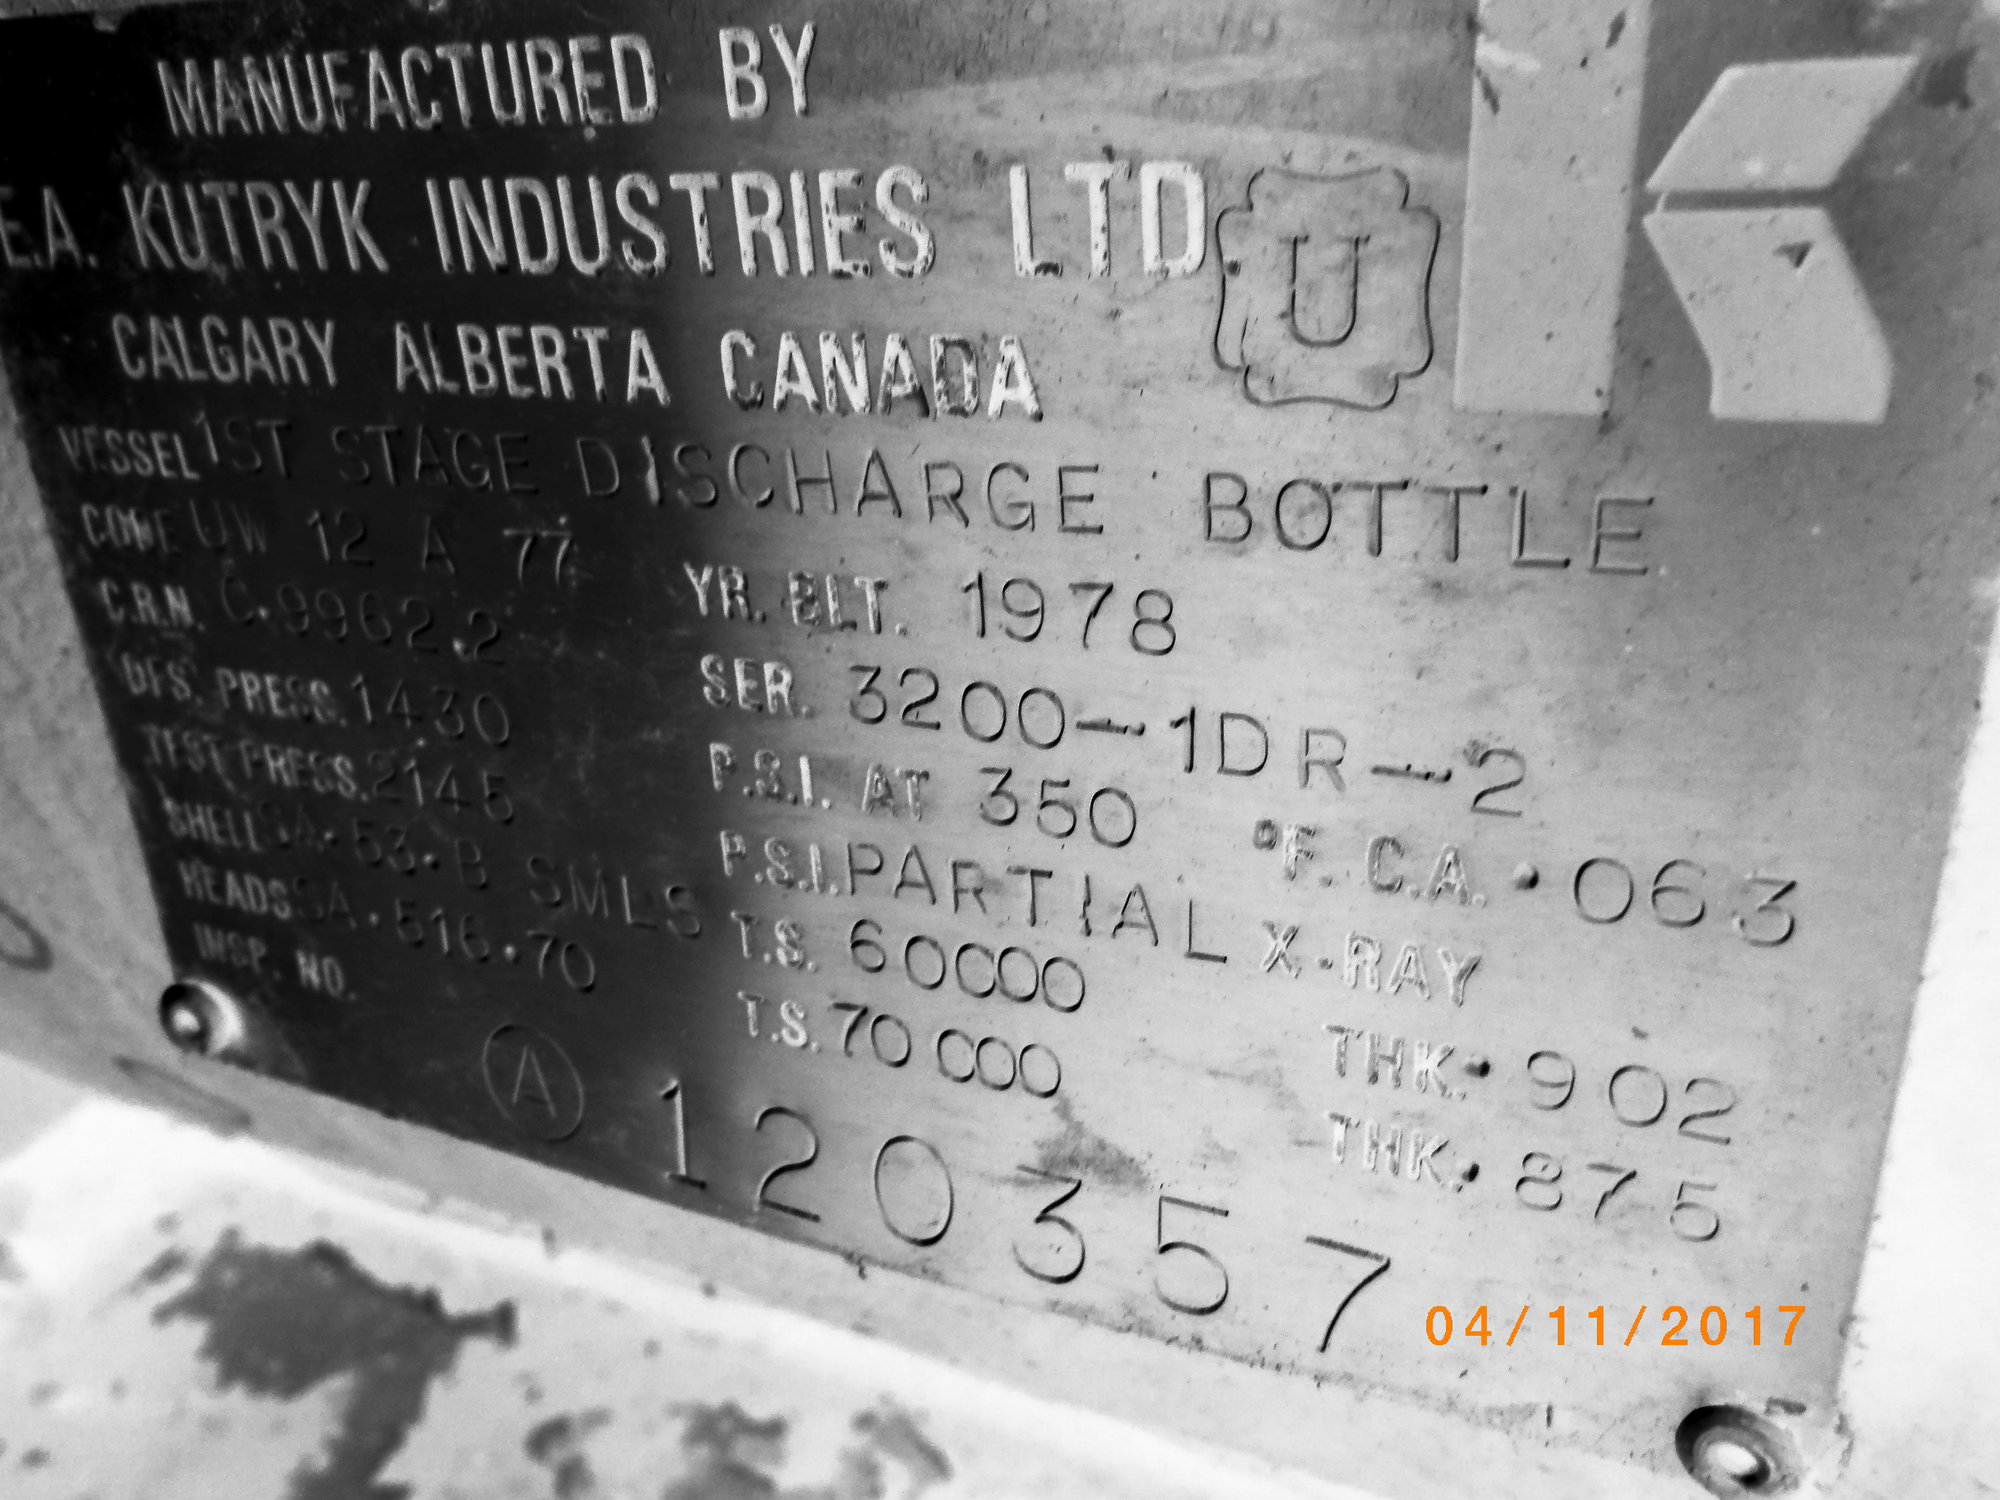 MANUFACTURED BY
E.A. KUTRYK INDUSTRIES LTD
U
K
CALGARY ALBERTA CANADA
VESSEL 1ST STAGE DISCHARGE BOTTLE
CODE UW 12 A 77 YR. BLT. 1978
C.R.N. C.9962.2 SER. 3200-1DR-2
DES. PRESS. 1430 P.S.I. AT 350 °F. C.A. .063
TEST PRESS. 2145 P.S.I. PARTIAL X-RAY
SHELL SA.53.B SMLS T.S. 60000 THK. .902
HEADS SA.516.70 T.S. 70000 THK. .875
INSP. NO.
A 120357
04/11/2017